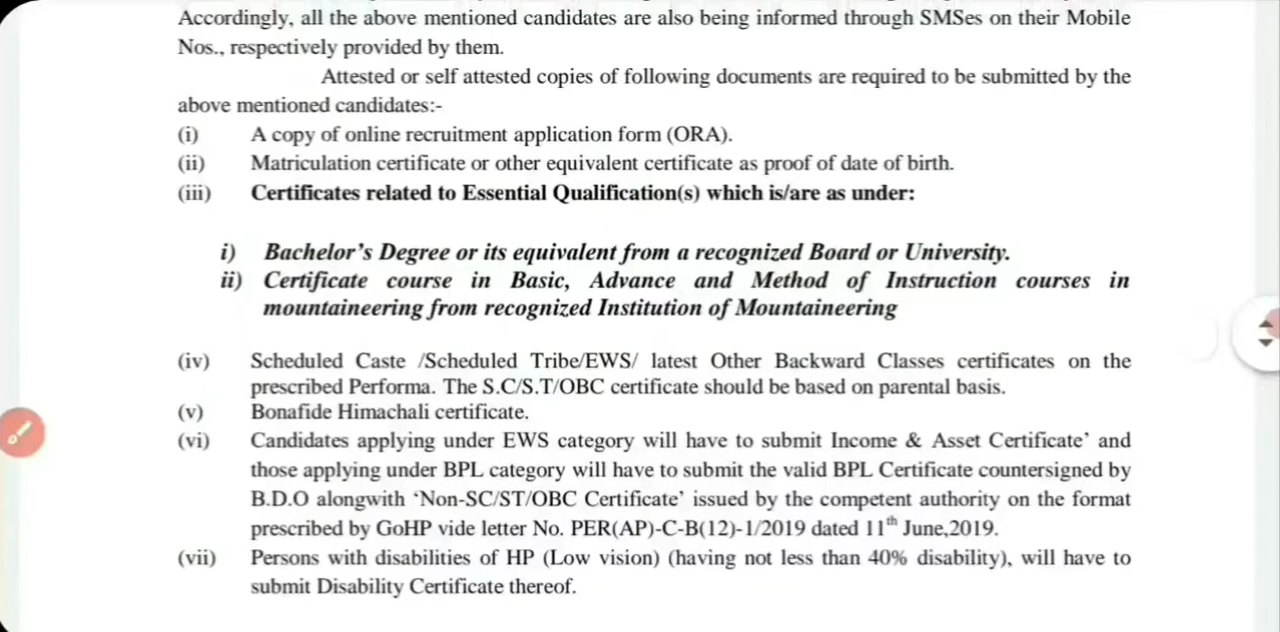 Accordingly, all the above mentioned candidates are also being informed through SMSes on their Mobile
Nos., respectively provided by them.
Attested or self attested copies of following documents are required to be submitted by the
above mentioned candidates:-
(i) A copy of online recruitment application form (ORA).
(ii) Matriculation certificate or other equivalent certificate as proof of date of birth.
(iii) Certificates related to Essential Qualification(s) which is/are as under:
i) Bachelor’s Degree or its equivalent from a recognized Board or University.
ii) Certificate course in Basic, Advance and Method of Instruction courses in
mountaineering from recognized Institution of Mountaineering
(iv) Scheduled Caste /Scheduled Tribe/EWS/ latest Other Backward Classes certificates on the
prescribed Performa. The S.C/S.T/OBC certificate should be based on parental basis.
(v) Bonafide Himachali certificate.
(vi) Candidates applying under EWS category will have to submit Income & Asset Certificate’ and
those applying under BPL category will have to submit the valid BPL Certificate countersigned by
B.D.O alongwith ‘Non-SC/ST/OBC Certificate’ issued by the competent authority on the format
prescribed by GoHP vide letter No. PER(AP)-C-B(12)-1/2019 dated 11th June,2019.
(vii) Persons with disabilities of HP (Low vision) (having not less than 40% disability), will have to
submit Disability Certificate thereof.